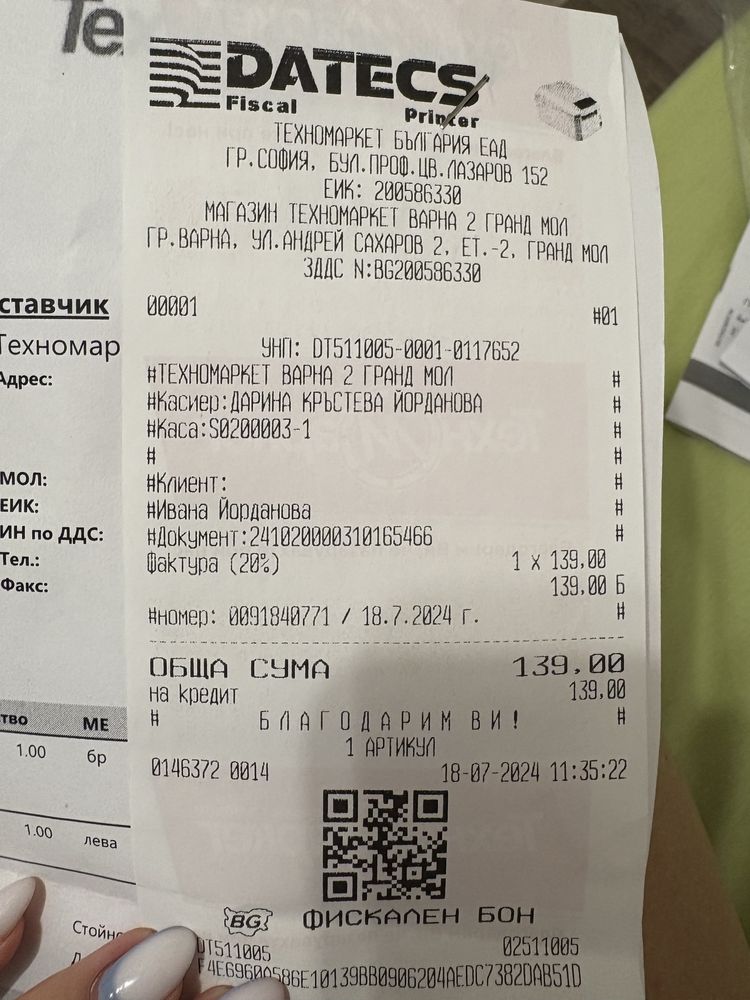 Te
DATECS
Fiscal Printer
ТЕХНОМАРКЕТ БЪЛГАРИЯ ЕАД
ГР.СОФИЯ, БУЛ.ПРОФ.ЦВ.ЛАЗАРОВ 152
ЕИК: 200586330
МАГАЗИН ТЕХНОМАРКЕТ ВАРНА 2 ГРАНД МОЛ
ГР.ВАРНА, УЛ.АНДРЕЙ САХАРОВ 2, ЕТ.-2, ГРАНД МОЛ
ЗДДС N:BG200586330
00001 #01
УНП: DT511005-0001-0117652
#ТЕХНОМАРКЕТ ВАРНА 2 ГРАНД МОЛ #
#Касиер:ДАРИНА КРЪСТЕВА ЙОРДАНОВА #
#Каса:S0200003-1 #
# #
#Клиент: #
#Ивана Йорданова #
#Документ:241020000310165466 #
Фактура (20%) 1 x 139,00
139,00 Б
#номер: 0091840771 / 18.7.2024 г. #
ОБЩА СУМА 139,00
на кредит 139,00
# БЛАГОДАРИМ ВИ! #
1 АРТИКУЛ
0146372 0014 18-07-2024 11:35:22
BG ФИСКАЛЕН БОН
DT511005 02511005
F4E6960A586E10139BB0906204AEDC7382DAB51D
ставчик
Техномар
Адрес:
МОЛ:
ЕИК:
ИН по ДДС:
Тел.:
Факс:
тво МЕ
1.00 бр
1.00 лева
Стойн